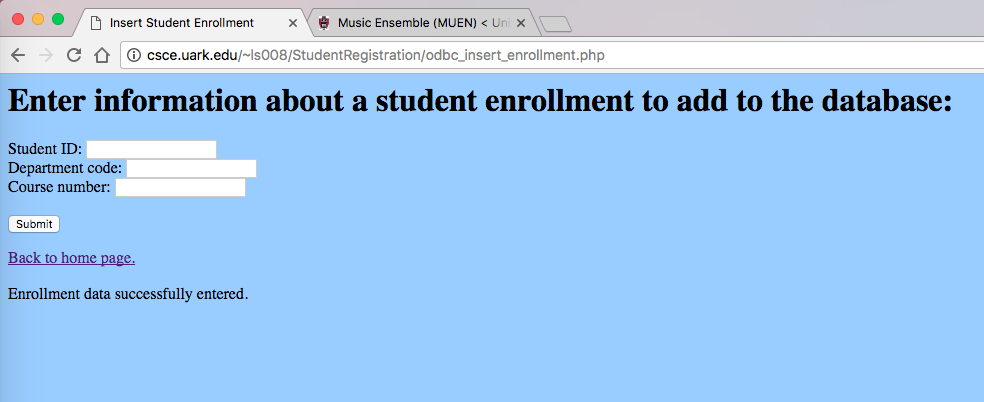 Insert Student Enrollment
Music Ensemble (MUEN) < Uni
csce.uark.edu/~ls008/StudentRegistration/odbc_insert_enrollment.php
Enter information about a student enrollment to add to the database:
Student ID:
Department code:
Course number:
Submit
Back to home page.
Enrollment data successfully entered.